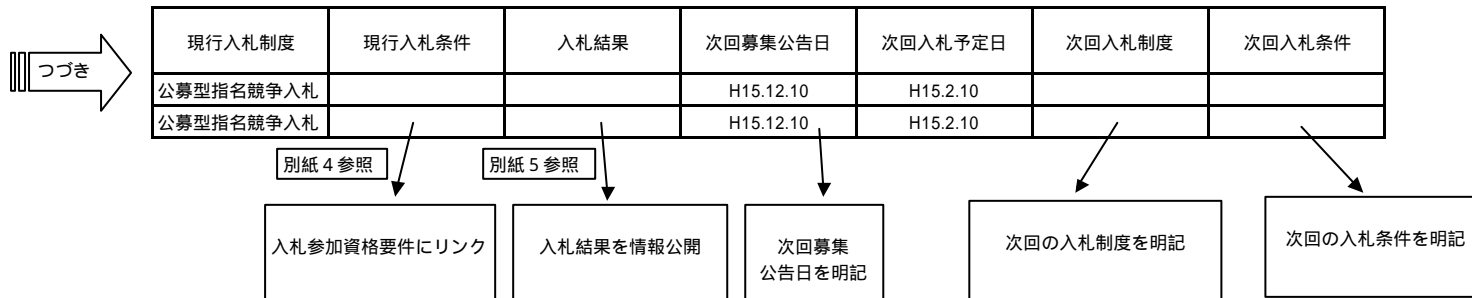 つづき
現行入札制度 現行入札条件 入札結果 次回募集公告日 次回入札予定日 次回入札制度 次回入札条件
公募型指名競争入札 H15.12.10 H15.2.10
公募型指名競争入札 H15.12.10 H15.2.10
別紙4参照 別紙5参照
入札参加資格要件にリンク
入札結果を情報公開
次回募集
公告日を明記
次回の入札制度を明記
次回の入札条件を明記